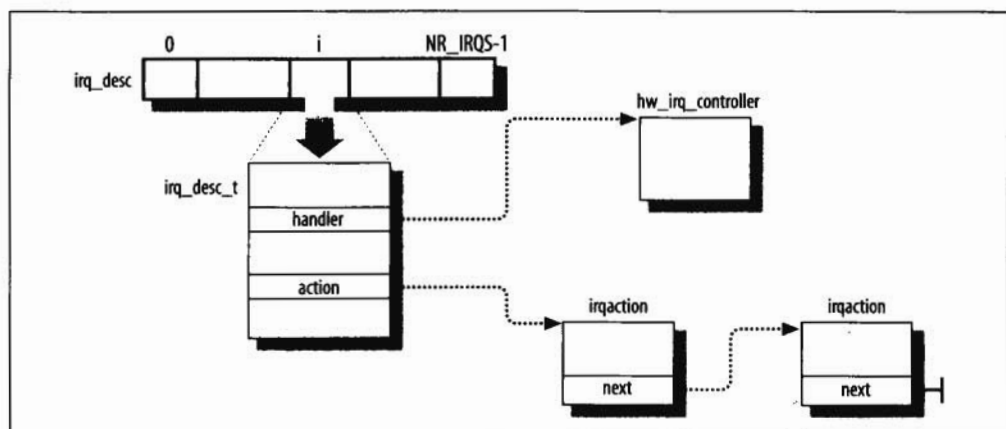 0 i NR_IRQS-1
irq_desc
hw_irq_controller
irq_desc_t
handler
action
irqaction irqaction
next next